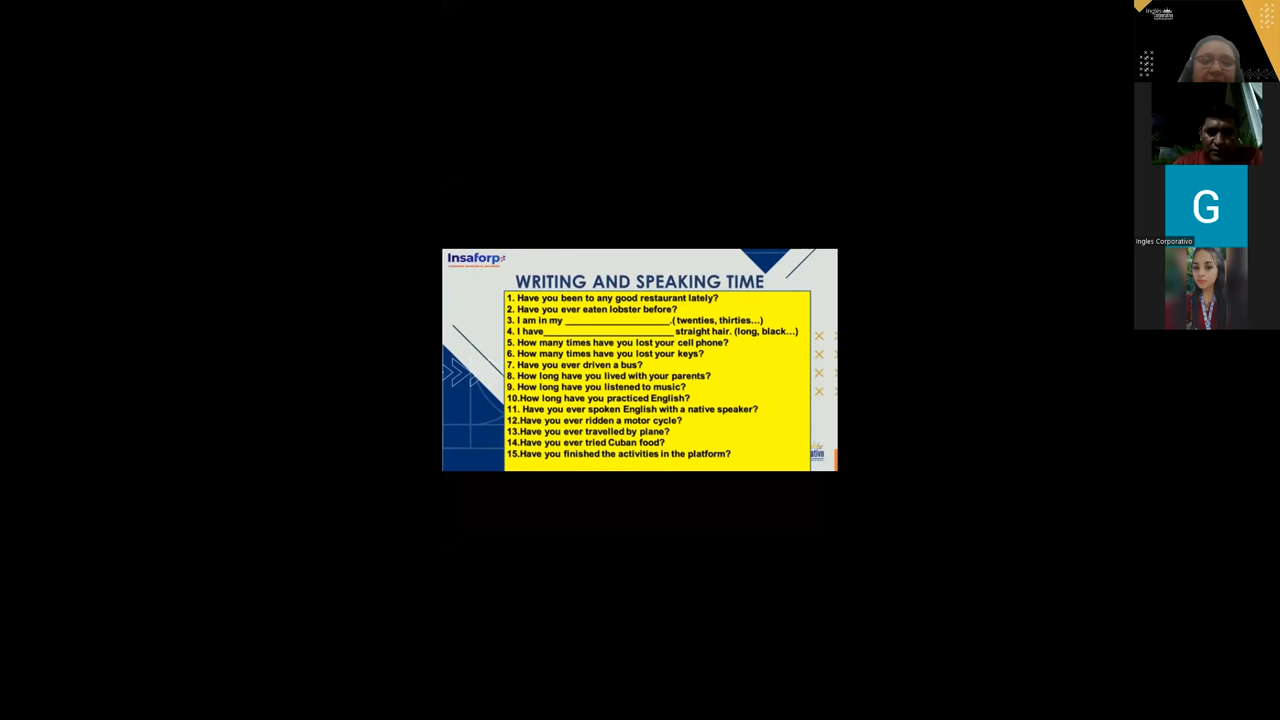 Insaforp
WRITING AND SPEAKING TIME
1. Have you been to any good restaurant lately?
2. Have you ever eaten lobster before?
3. I am in my ____________________.( twenties, thirties...)
4. I have_________________________ straight hair. (long, black...)
5. How many times have you lost your cell phone?
6. How many times have you lost your keys?
7. Have you ever driven a bus?
8. How long have you lived with your parents?
9. How long have you listened to music?
10.How long have you practiced English?
11. Have you ever spoken English with a native speaker?
12.Have you ever ridden a motor cycle?
13.Have you ever travelled by plane?
14.Have you ever tried Cuban food?
15.Have you finished the activities in the platform?
rative
Inglés
Corporativo
G
Ingles Corporativo